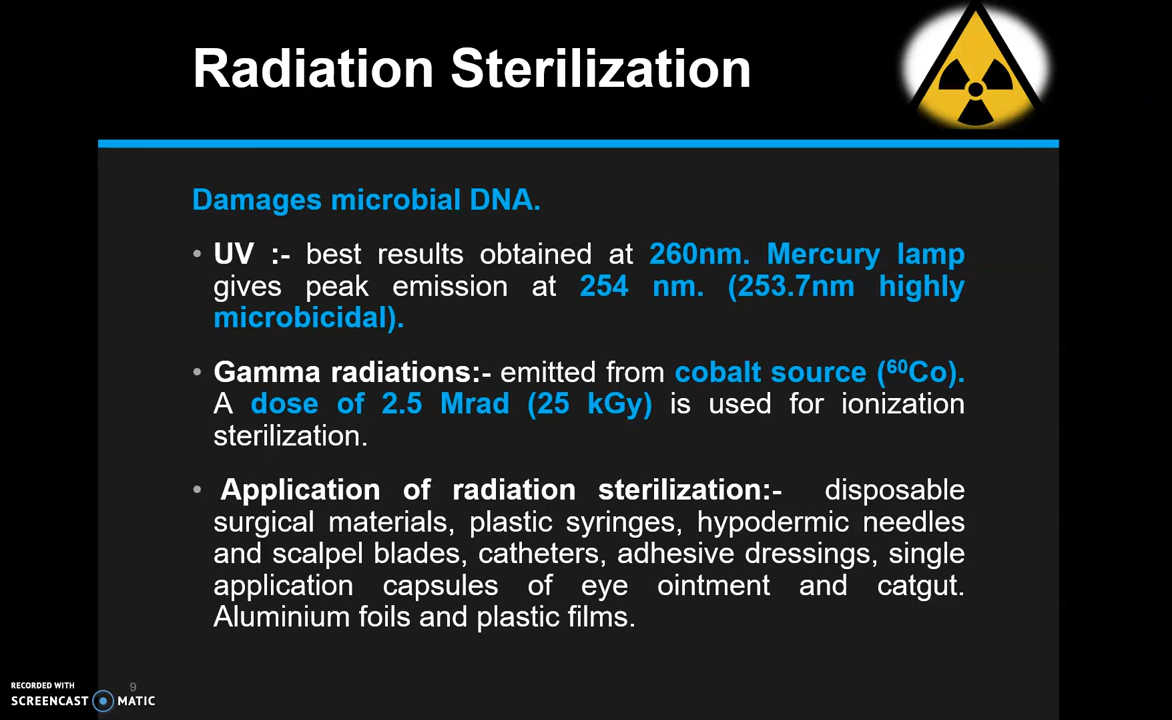 Radiation Sterilization
Damages microbial DNA.
• UV :- best results obtained at 260nm. Mercury lamp
gives peak emission at 254 nm. (253.7nm highly
microbicidal).
• Gamma radiations:- emitted from cobalt source (⁶⁰Co).
A dose of 2.5 Mrad (25 kGy) is used for ionization
sterilization.
• Application of radiation sterilization:- disposable
surgical materials, plastic syringes, hypodermic needles
and scalpel blades, catheters, adhesive dressings, single
application capsules of eye ointment and catgut.
Aluminium foils and plastic films.
9
RECORDED WITH
SCREENCAST MATIC